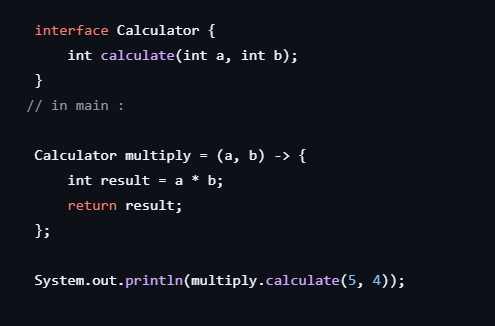 interface Calculator {
    int calculate(int a, int b);
}
// in main :
Calculator multiply = (a, b) -> {
    int result = a * b;
    return result;
};
System.out.println(multiply.calculate(5, 4));